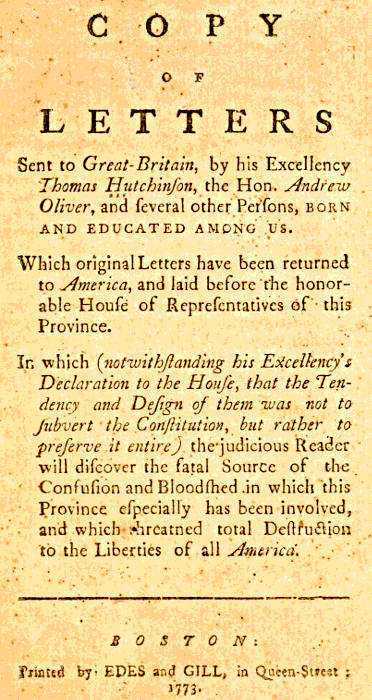 COPY
OF
LETTERS
Sent to Great-Britain, by his Excellency
Thomas Hutchinſon, the Hon. Andrew
Oliver, and ſeveral other Perſons, BORN
AND EDUCATED AMONG US.
Which original Letters have been returned
to America, and laid before the honor-
able Houſe of Repreſentatives of this
Province.
In which (notwithſtanding his Excellency's
Declaration to the Houſe, that the Ten-
dency and Deſign of them was not to
ſubvert the Conſtitution, but rather to
preſerve it entire) the judicious Reader
will diſcover the fatal Source of the
Confuſion and Bloodſhed in which this
Province eſpecially has been involved,
and which threatned total Deſtruction
to the Liberties of all America.
BOSTON:
Printed by EDES and GILL, in Queen-Street;
1773.